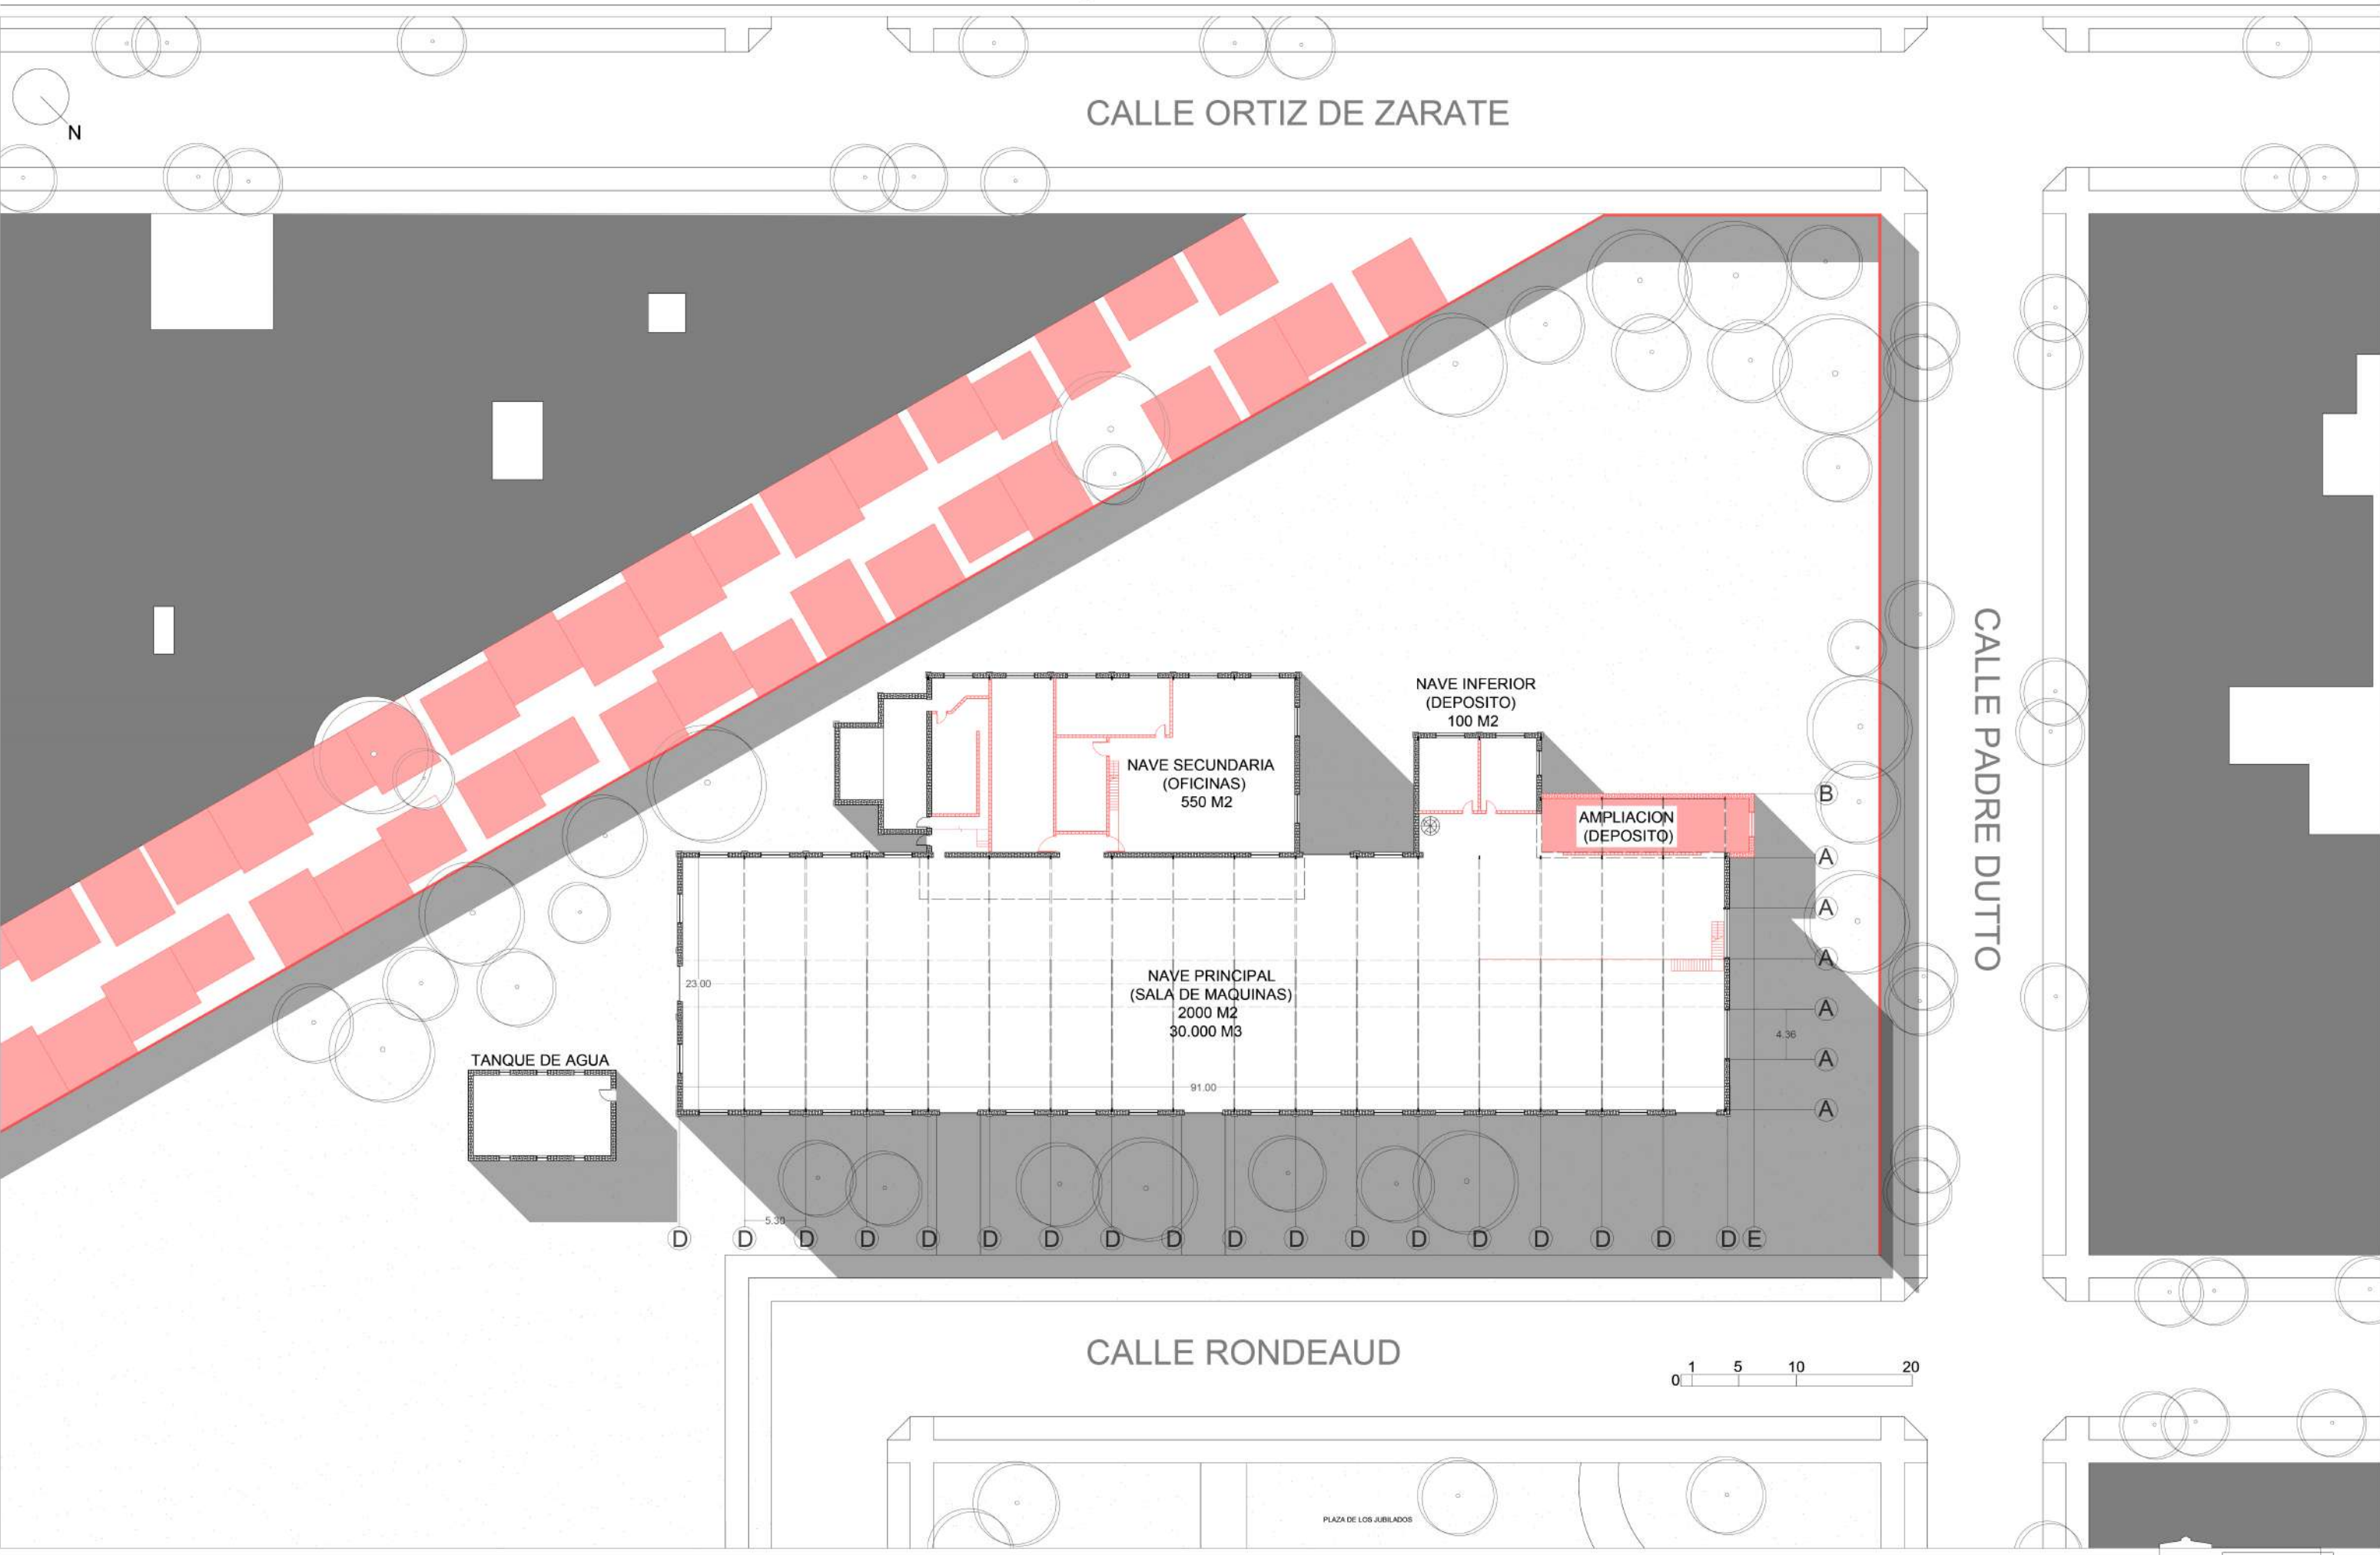 CALLE ORTIZ DE ZARATE
N
CALLE PADRE DUTTO
NAVE INFERIOR
(DEPOSITO)
100 M2
NAVE SECUNDARIA
(OFICINAS)
550 M2
B
AMPLIACION
(DEPOSITO)
A
A
A
A
A
A
4.36
23.00
NAVE PRINCIPAL
(SALA DE MAQUINAS)
2000 M2
30.000 M3
TANQUE DE AGUA
91.00
5.30
D D D D D D D D D D D D D D D D D D E
CALLE RONDEAUD
0 1 5 10 20
PLAZA DE LOS JUBILADOS